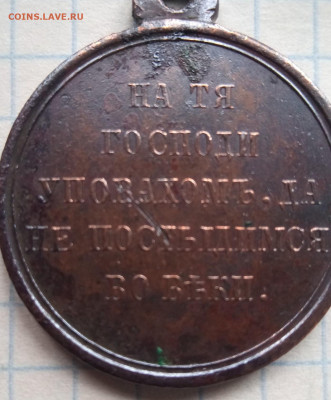 COINS.LAVE.RU
НА ТЯ
ГОСПОДИ
УПОВАХОМЪ, ДА
НЕ ПОСТЫДИМСЯ
ВО ВѢКИ.